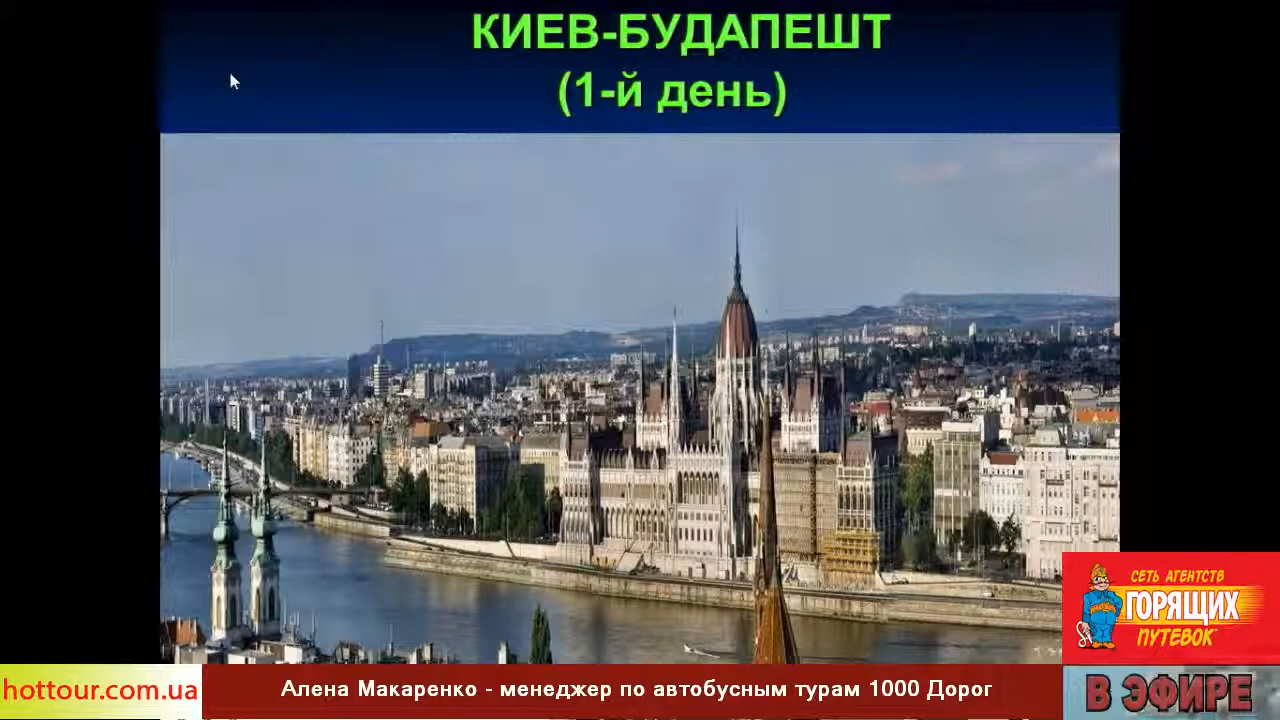 КИЕВ-БУДАПЕШТ
(1-й день)
СЕТЬ АГЕНТСТВ
ГОРЯЩИХ
ПУТЕВОК
hottour.com.ua
Алена Макаренко - менеджер по автобусным турам 1000 Дорог
В ЭФИРЕ